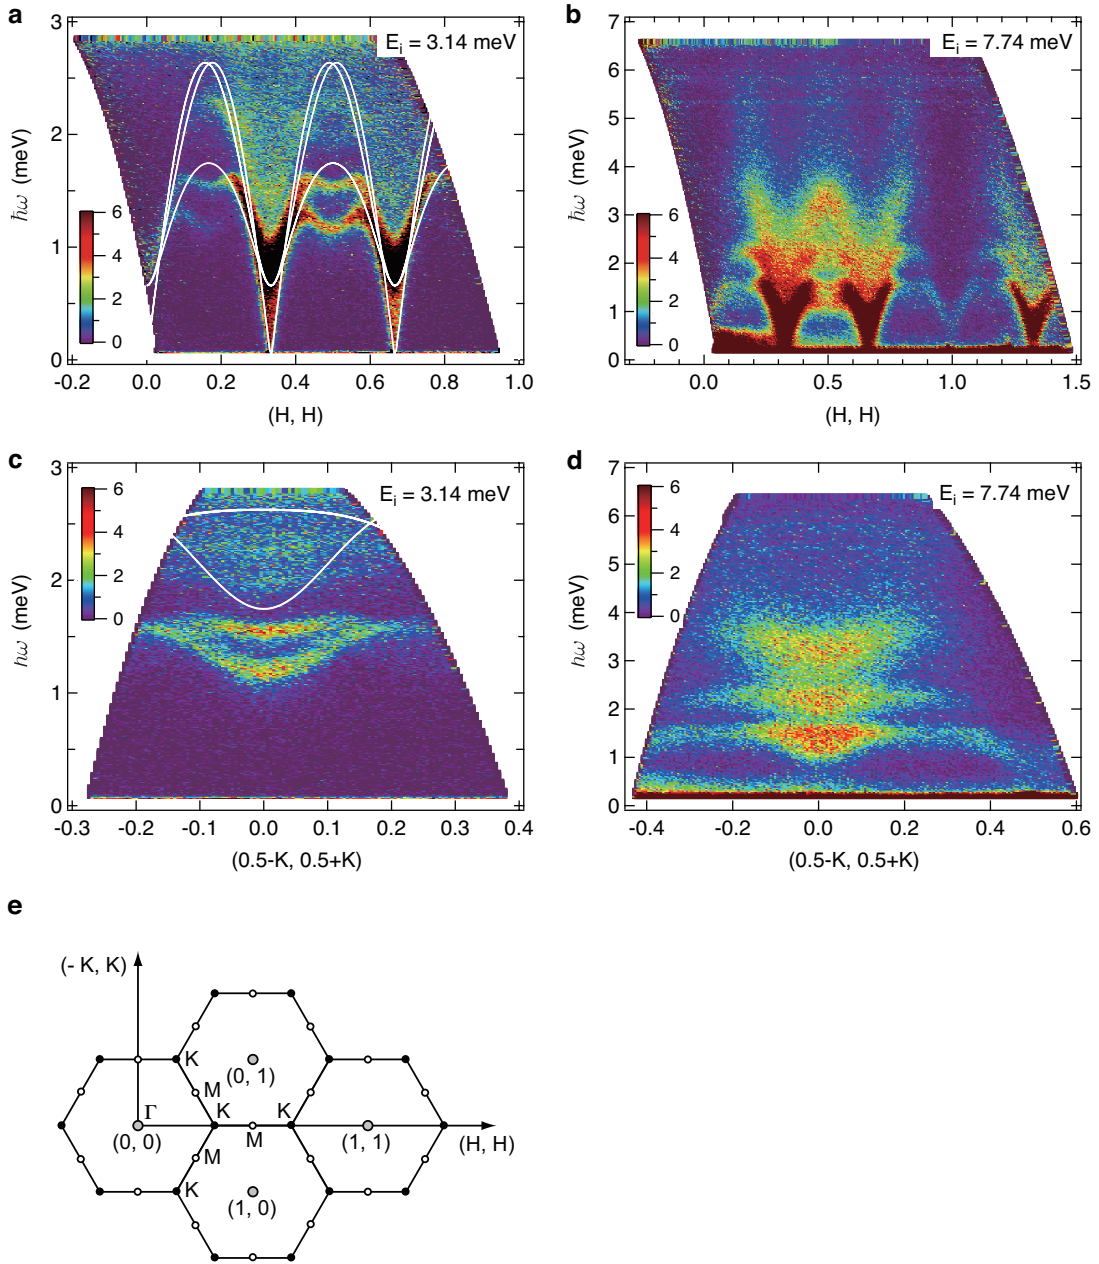 a
E_i = 3.14 meV
3
2
1
0
ħω (meV)
6
4
2
0
-0.2 0.0 0.2 0.4 0.6 0.8 1.0
(H, H)
b
E_i = 7.74 meV
7
6
5
4
3
2
1
0
ħω (meV)
6
4
2
0
0.0 0.5 1.0 1.5
(H, H)
c
E_i = 3.14 meV
3
2
1
0
ħω (meV)
6
4
2
0
-0.3 -0.2 -0.1 0.0 0.1 0.2 0.3 0.4
(0.5-K, 0.5+K)
d
E_i = 7.74 meV
7
6
5
4
3
2
1
0
ħω (meV)
6
4
2
0
-0.4 -0.2 0.0 0.2 0.4 0.6
(0.5-K, 0.5+K)
e
(- K, K)
K
(0, 1)
M
Γ
K
K
(0, 0)
M
(1, 1)
(H, H)
M
K
(1, 0)